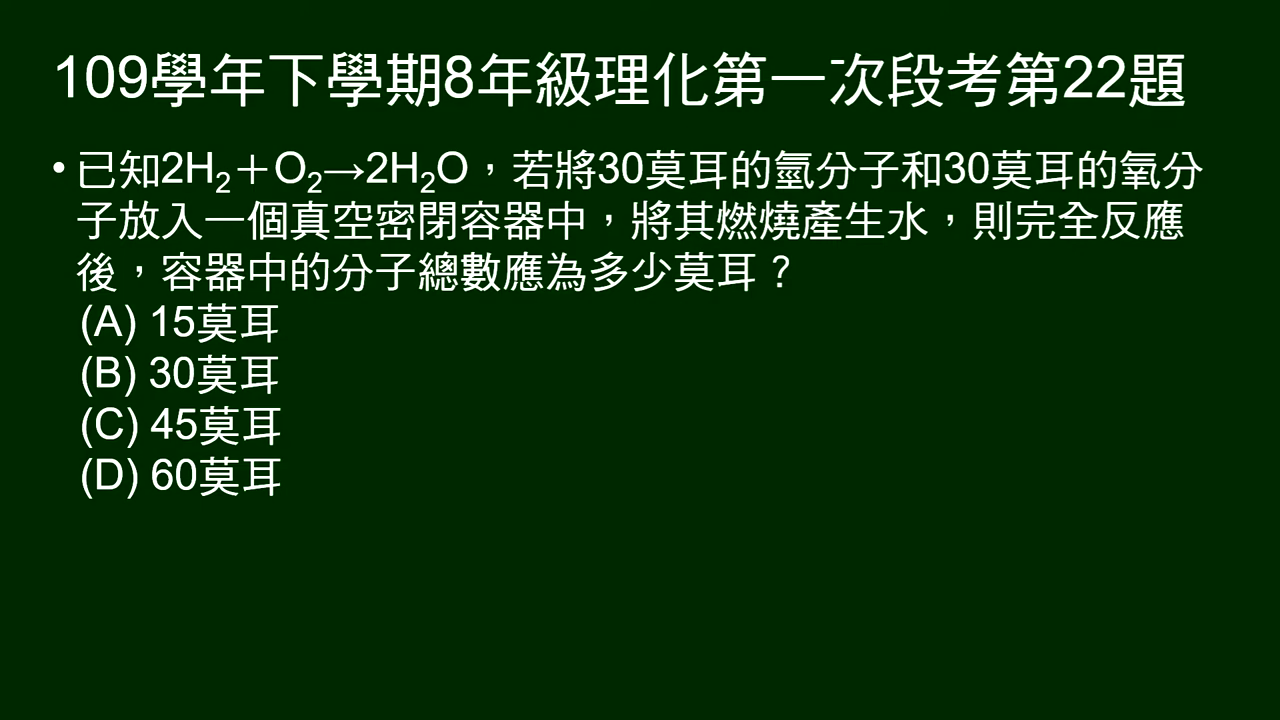 109學年下學期8年級理化第一次段考第22題
• 已知2H₂＋O₂→2H₂O，若將30莫耳的氫分子和30莫耳的氧分
子放入一個真空密閉容器中，將其燃燒產生水，則完全反應
後，容器中的分子總數應為多少莫耳？
(A) 15莫耳
(B) 30莫耳
(C) 45莫耳
(D) 60莫耳